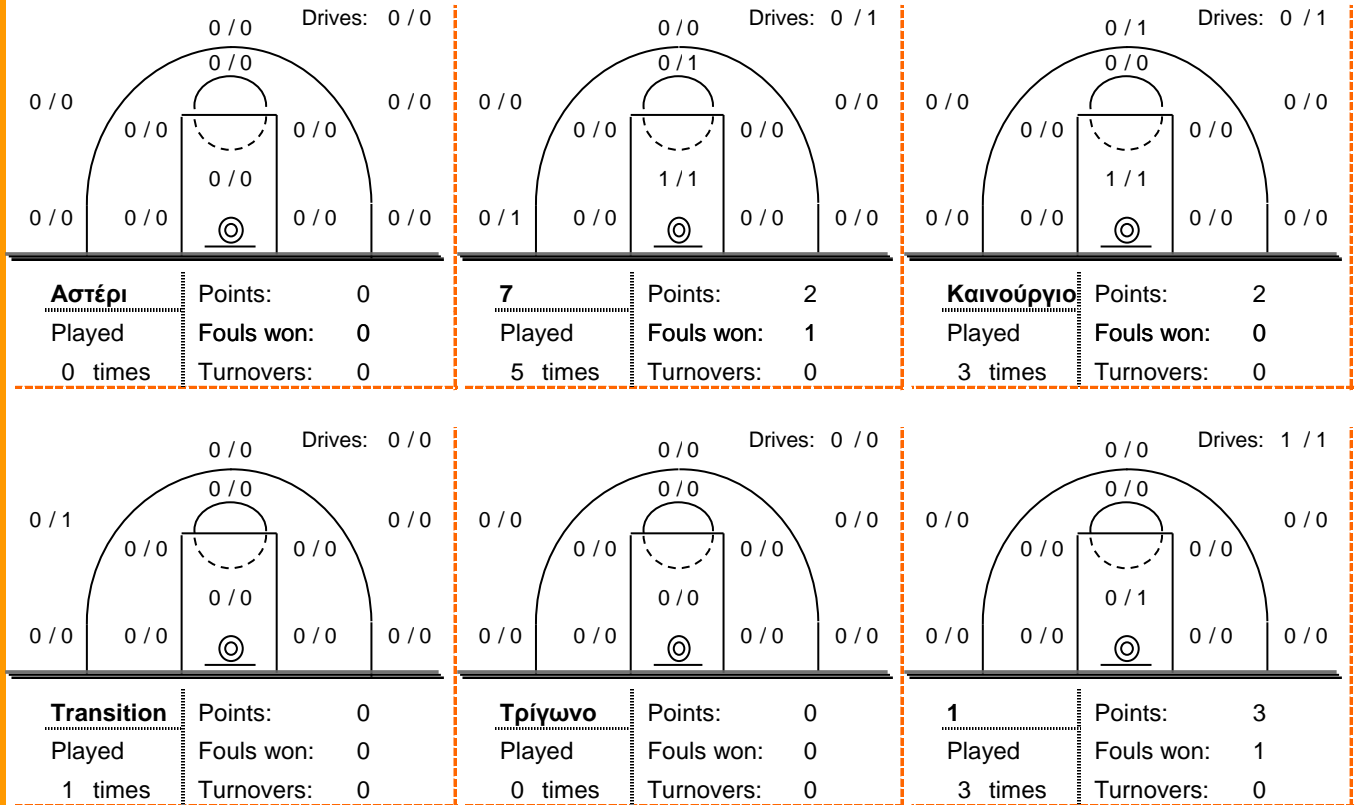 0 / 0 Drives: 0 / 0
0 / 0
0 / 0 0 / 0
0 / 0 0 / 0
0 / 0
0 / 0 0 / 0 0 / 0 0 / 0
Αστέρι Points: 0
Played Fouls won: 0
0 times Turnovers: 0
0 / 0 Drives: 0 / 1
0 / 1
0 / 0 0 / 0
0 / 0 0 / 0
1 / 1
0 / 1 0 / 0 0 / 0 0 / 0
7 Points: 2
Played Fouls won: 1
5 times Turnovers: 0
0 / 1 Drives: 0 / 1
0 / 0
0 / 0 0 / 0
0 / 0 0 / 0
1 / 1
0 / 0 0 / 0 0 / 0 0 / 0
Καινούργιο Points: 2
Played Fouls won: 0
3 times Turnovers: 0
0 / 0 Drives: 0 / 0
0 / 0
0 / 1 0 / 0
0 / 0 0 / 0
0 / 0
0 / 0 0 / 0 0 / 0 0 / 0
Transition Points: 0
Played Fouls won: 0
1 times Turnovers: 0
0 / 0 Drives: 0 / 0
0 / 0
0 / 0 0 / 0
0 / 0 0 / 0
0 / 0
0 / 0 0 / 0 0 / 0 0 / 0
Τρίγωνο Points: 0
Played Fouls won: 0
0 times Turnovers: 0
0 / 0 Drives: 1 / 1
0 / 0
0 / 0 0 / 0
0 / 0 0 / 0
0 / 1
0 / 0 0 / 0 0 / 0 0 / 0
1 Points: 3
Played Fouls won: 1
3 times Turnovers: 0